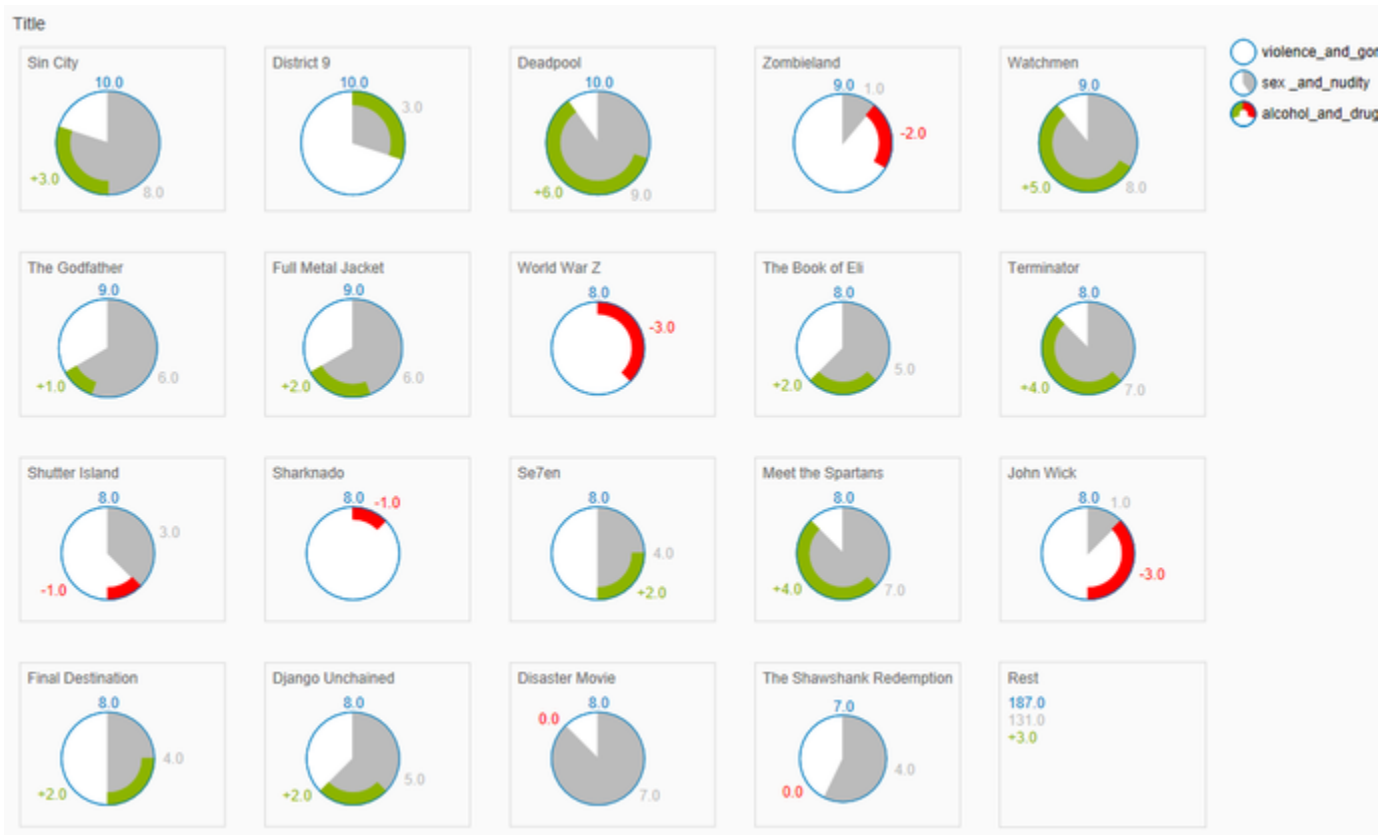 Title
Sin City
10.0
+3.0
8.0
District 9
10.0
3.0
Deadpool
10.0
+6.0
9.0
Zombieland
9.0
1.0
-2.0
Watchmen
9.0
+5.0
8.0
violence_and_gor
sex _and_nudity
alcohol_and_drug
The Godfather
9.0
+1.0
6.0
Full Metal Jacket
9.0
+2.0
6.0
World War Z
8.0
-3.0
The Book of Eli
8.0
+2.0
5.0
Terminator
8.0
+4.0
7.0
Shutter Island
8.0
3.0
-1.0
Sharknado
8.0
-1.0
Se7en
8.0
4.0
+2.0
Meet the Spartans
8.0
+4.0
7.0
John Wick
8.0
1.0
-3.0
Final Destination
8.0
4.0
+2.0
Django Unchained
8.0
5.0
+2.0
Disaster Movie
8.0
0.0
7.0
The Shawshank Redemption
7.0
4.0
0.0
Rest
187.0
131.0
+3.0